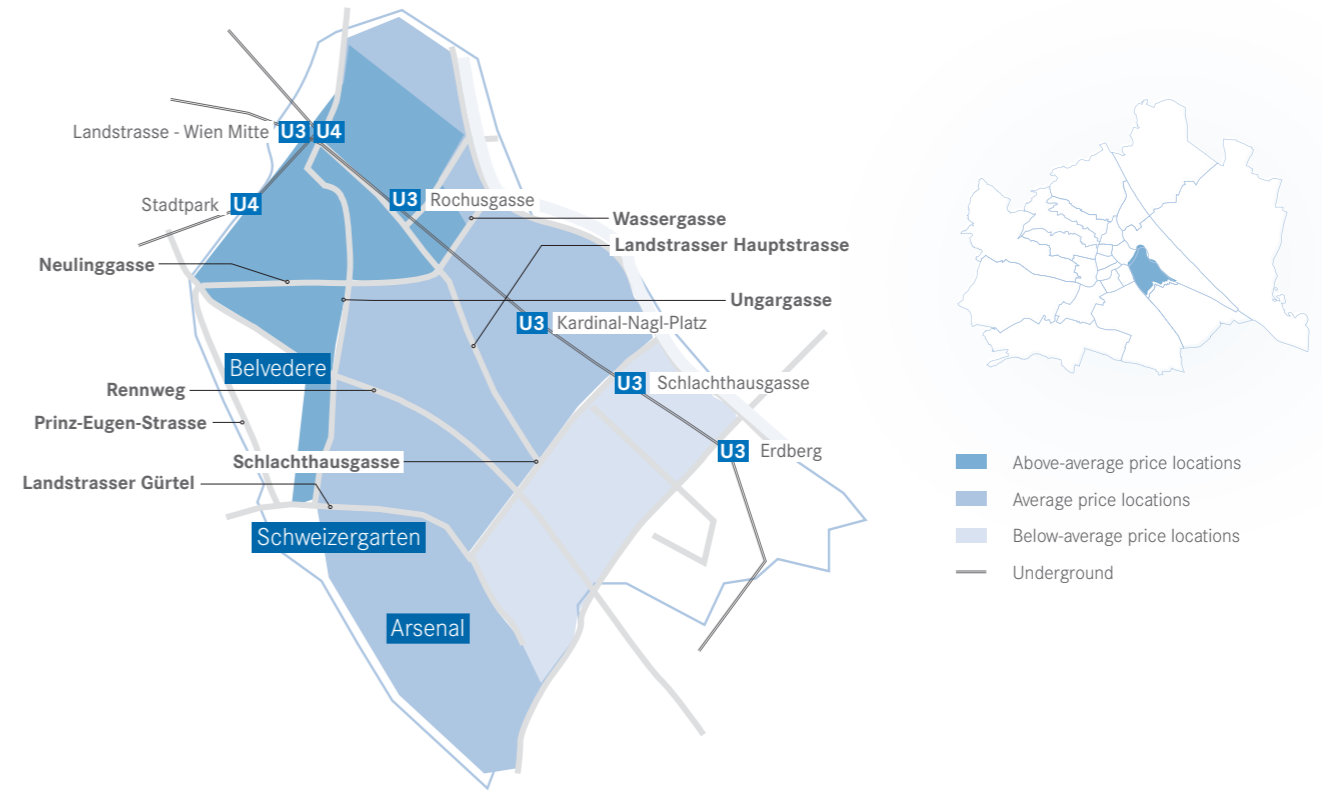 Landstrasse - Wien Mitte U3 U4
Stadtpark U4
U3 Rochusgasse
Wassergasse
Landstrasser Hauptstrasse
Neulinggasse
Ungargasse
U3 Kardinal-Nagl-Platz
Belvedere
U3 Schlachthausgasse
Rennweg
Prinz-Eugen-Strasse
U3 Erdberg
Schlachthausgasse
Landstrasser Gürtel
Schweizergarten
Arsenal
Above-average price locations
Average price locations
Below-average price locations
Underground